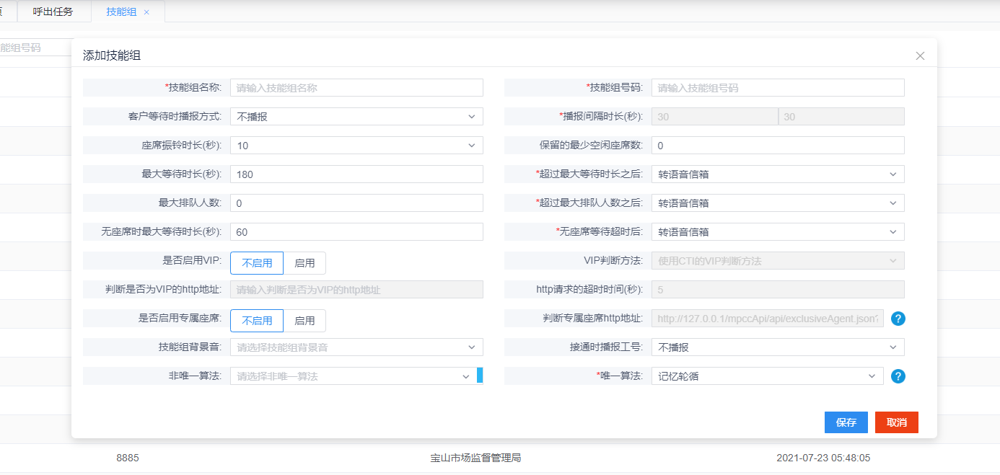 页 呼出任务 技能组 ×
能组号码
添加技能组
*技能组名称: 请输入技能组名称 *技能组号码: 请输入技能组号码
客户等待时播报方式: 不播报 *播报间隔时长(秒): 30 30
座席振铃时长(秒): 10 保留的最少空闲座席数: 0
最大等待时长(秒): 180 *超过最大等待时长之后: 转语音信箱
最大排队人数: 0 *超过最大排队人数之后: 转语音信箱
无座席时最大等待时长(秒): 60 *无座席等待超时后: 转语音信箱
是否启用VIP: 不启用 启用 VIP判断方法: 使用CTI的VIP判断方法
判断是否为VIP的http地址: 请输入判断是否为VIP的http地址 http请求的超时时间(秒): 5
是否启用专属座席: 不启用 启用 判断专属座席http地址: http://127.0.0.1/mpccApi/api/exclusiveAgent.json? ?
技能组背景音: 请选择技能组背景音 接通时播报工号: 不播报
非唯一算法: 请选择非唯一算法 *唯一算法: 记忆轮循 ?
保存 取消
8885 宝山市场监督管理局 2021-07-23 05:48:05